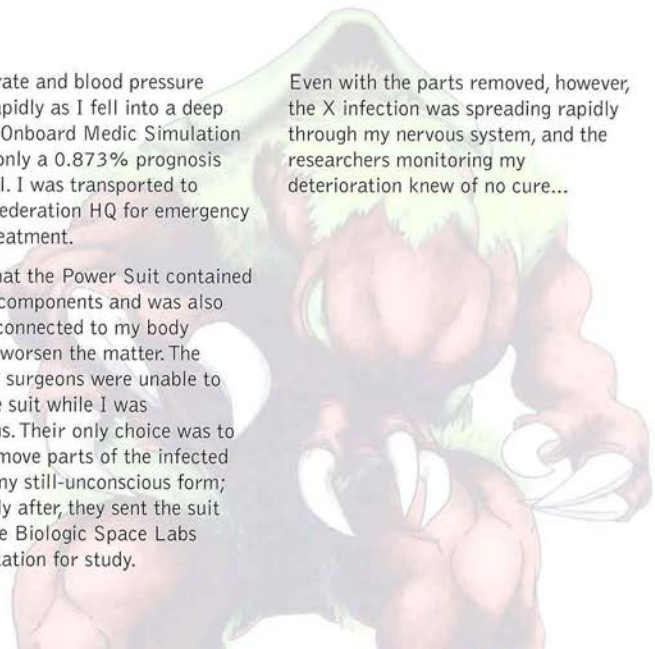 rate and blood pressure
apidly as I fell into a deep
Onboard Medic Simulation
only a 0.873% prognosis
l. I was transported to
ederation HQ for emergency
eatment.
hat the Power Suit contained
components and was also
connected to my body
worsen the matter. The
surgeons were unable to
e suit while I was
us. Their only choice was to
move parts of the infected
my still-unconscious form;
ly after, they sent the suit
e Biologic Space Labs
tation for study.
Even with the parts removed, however,
the X infection was spreading rapidly
through my nervous system, and the
researchers monitoring my
deterioration knew of no cure...